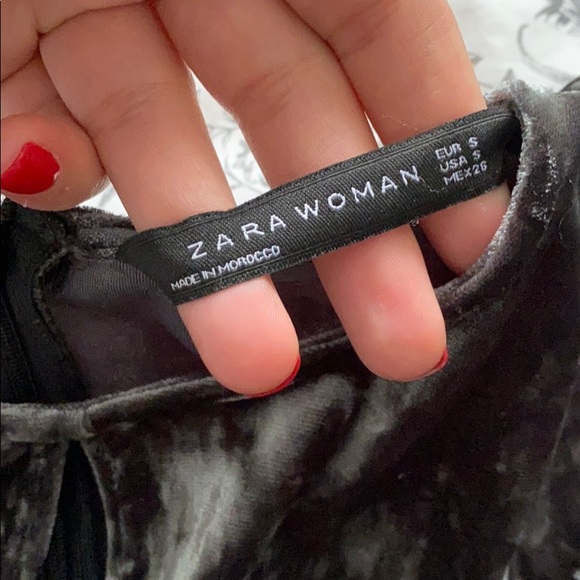 ZARA WOMAN
MADE IN MOROCCO
EUR S
USA S
MEX 26